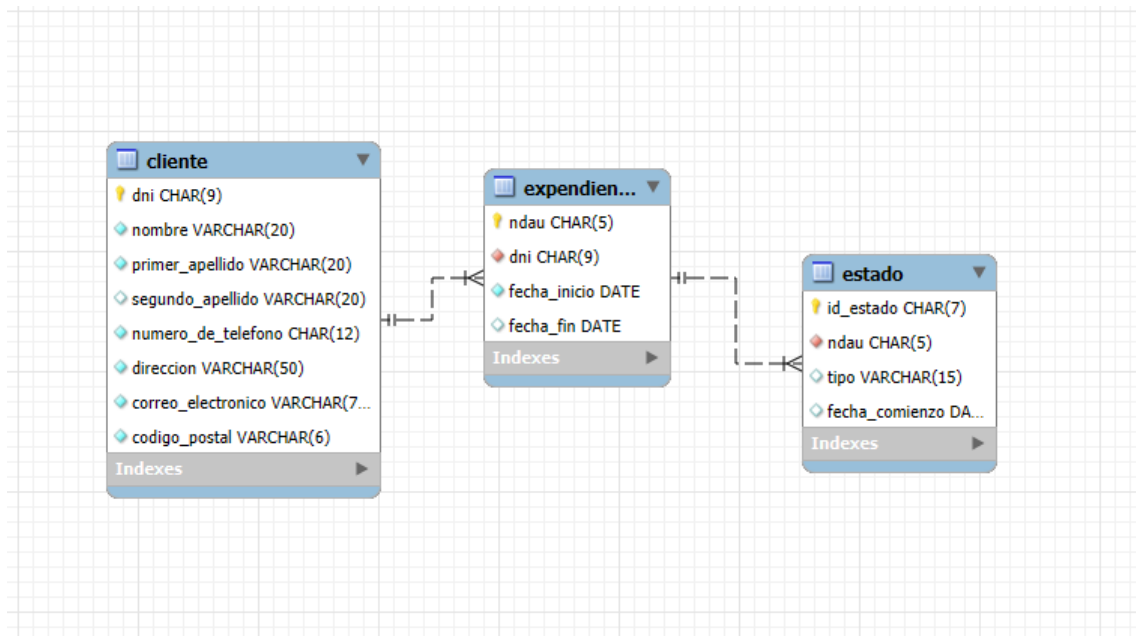 cliente
dni CHAR(9)
nombre VARCHAR(20)
primer_apellido VARCHAR(20)
segundo_apellido VARCHAR(20)
numero_de_telefono CHAR(12)
direccion VARCHAR(50)
correo_electronico VARCHAR(7...
codigo_postal VARCHAR(6)
Indexes
expendien...
ndau CHAR(5)
dni CHAR(9)
fecha_inicio DATE
fecha_fin DATE
Indexes
estado
id_estado CHAR(7)
ndau CHAR(5)
tipo VARCHAR(15)
fecha_comienzo DA...
Indexes